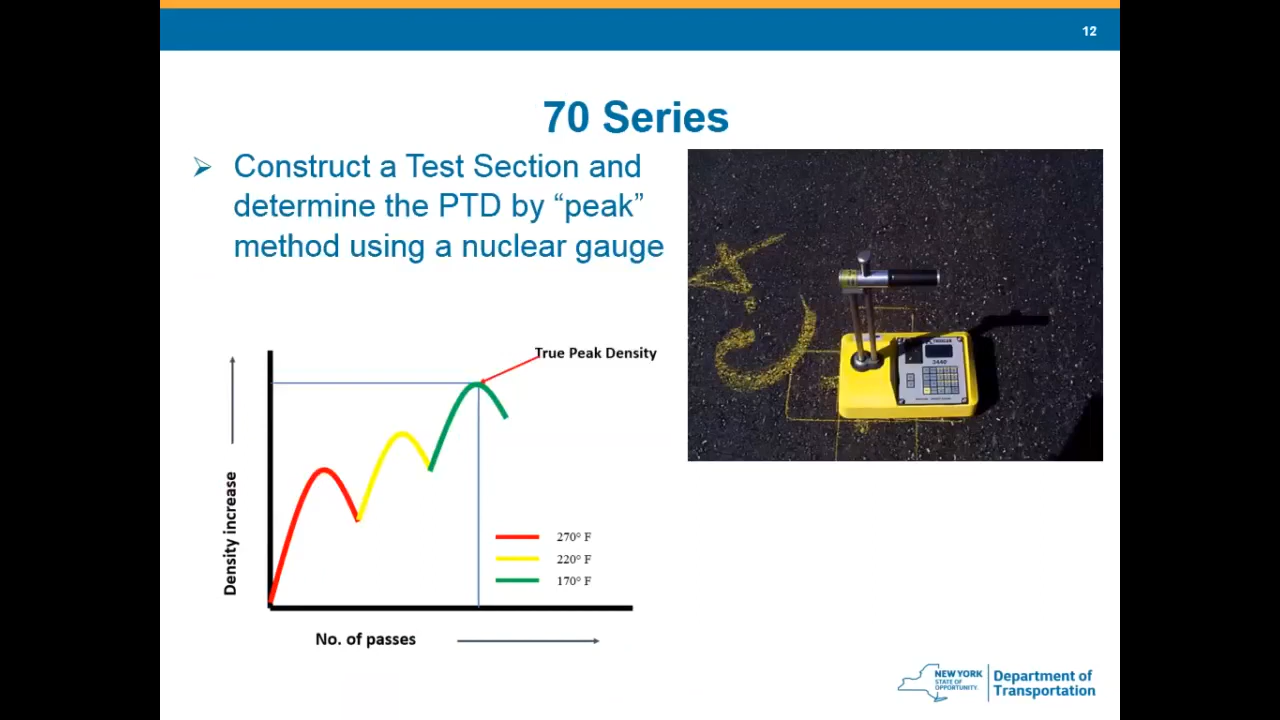 12
70 Series
➢ Construct a Test Section and
determine the PTD by “peak”
method using a nuclear gauge
True Peak Density
Density increase
270° F
220° F
170° F
No. of passes
3440
NEW YORK
STATE OF
OPPORTUNITY.
Department of
Transportation